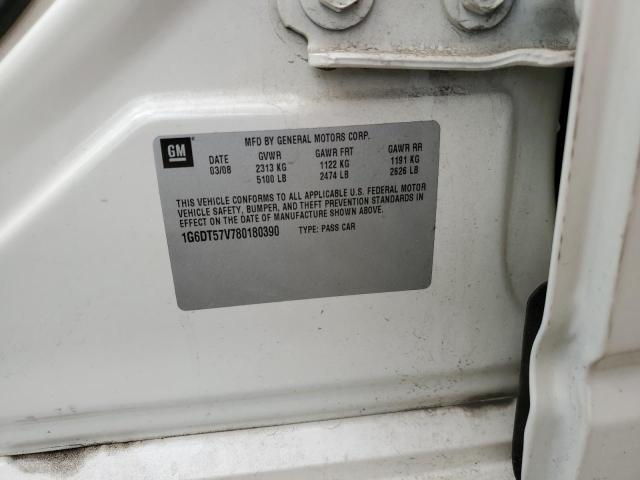 GM
MFD BY GENERAL MOTORS CORP.
DATE GVWR GAWR FRT GAWR RR
03/08 2313 KG 1122 KG 1191 KG
5100 LB 2474 LB 2626 LB
THIS VEHICLE CONFORMS TO ALL APPLICABLE U.S. FEDERAL MOTOR
VEHICLE SAFETY, BUMPER, AND THEFT PREVENTION STANDARDS IN
EFFECT ON THE DATE OF MANUFACTURE SHOWN ABOVE.
1G6DT57V780180390 TYPE: PASS CAR